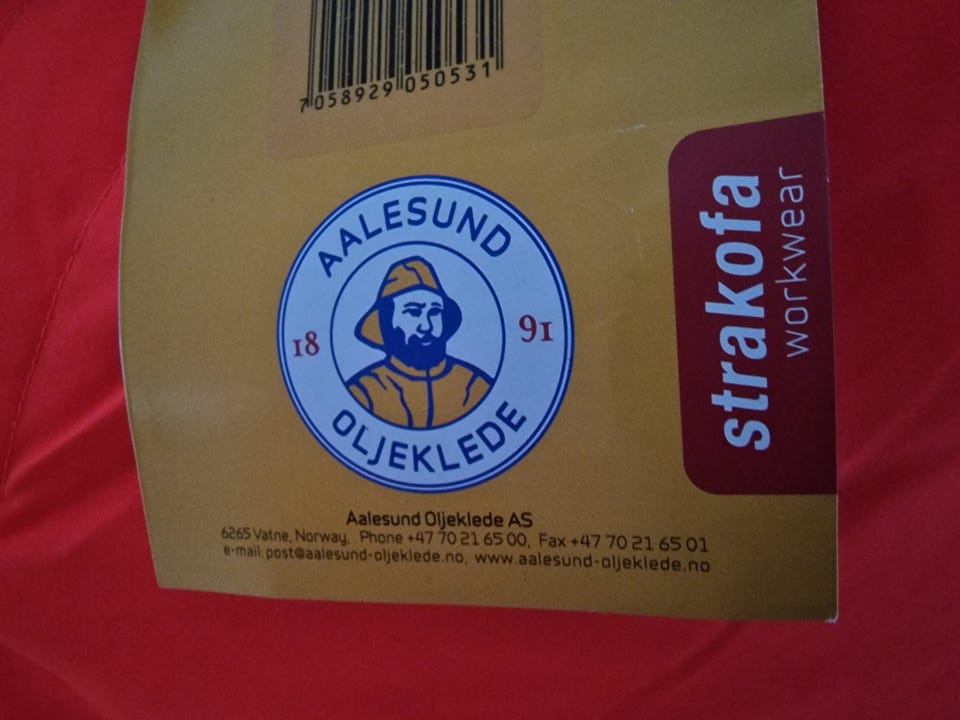 7058929050531
AALESUND
18 91
OLJEKLEDE
strakofa
workwear
Aalesund Oljeklede AS
6265 Vatne, Norway, Phone +47 70 21 65 00, Fax +47 70 21 65 01
e-mail: post@aalesund-oljeklede.no, www.aalesund-oljeklede.no